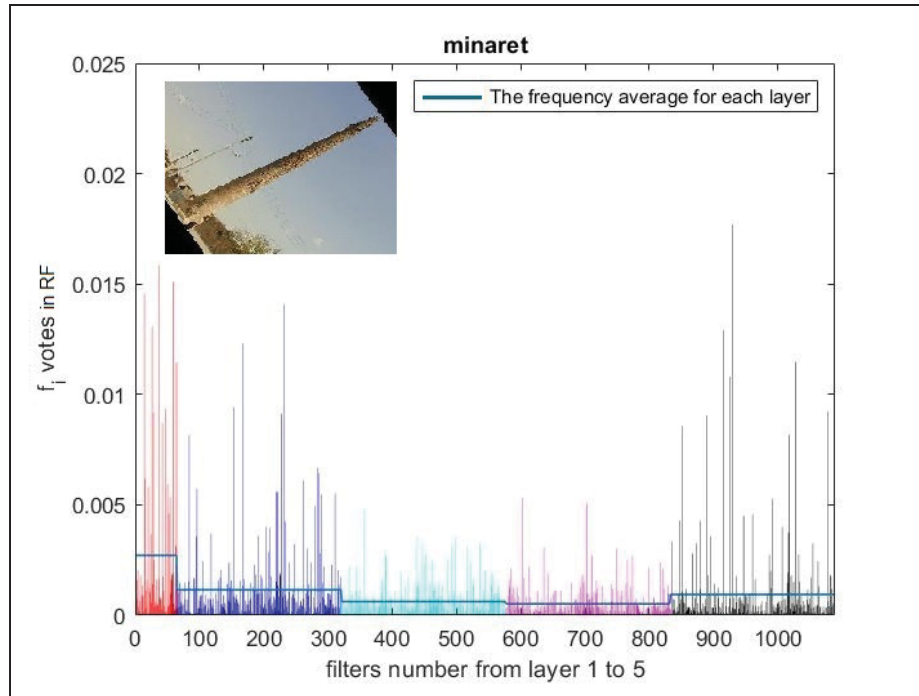 minaret
The frequency average for each layer
0.025
0.02
0.015
0.01
0.005
0
f_i votes in RF
0 100 200 300 400 500 600 700 800 900 1000
filters number from layer 1 to 5